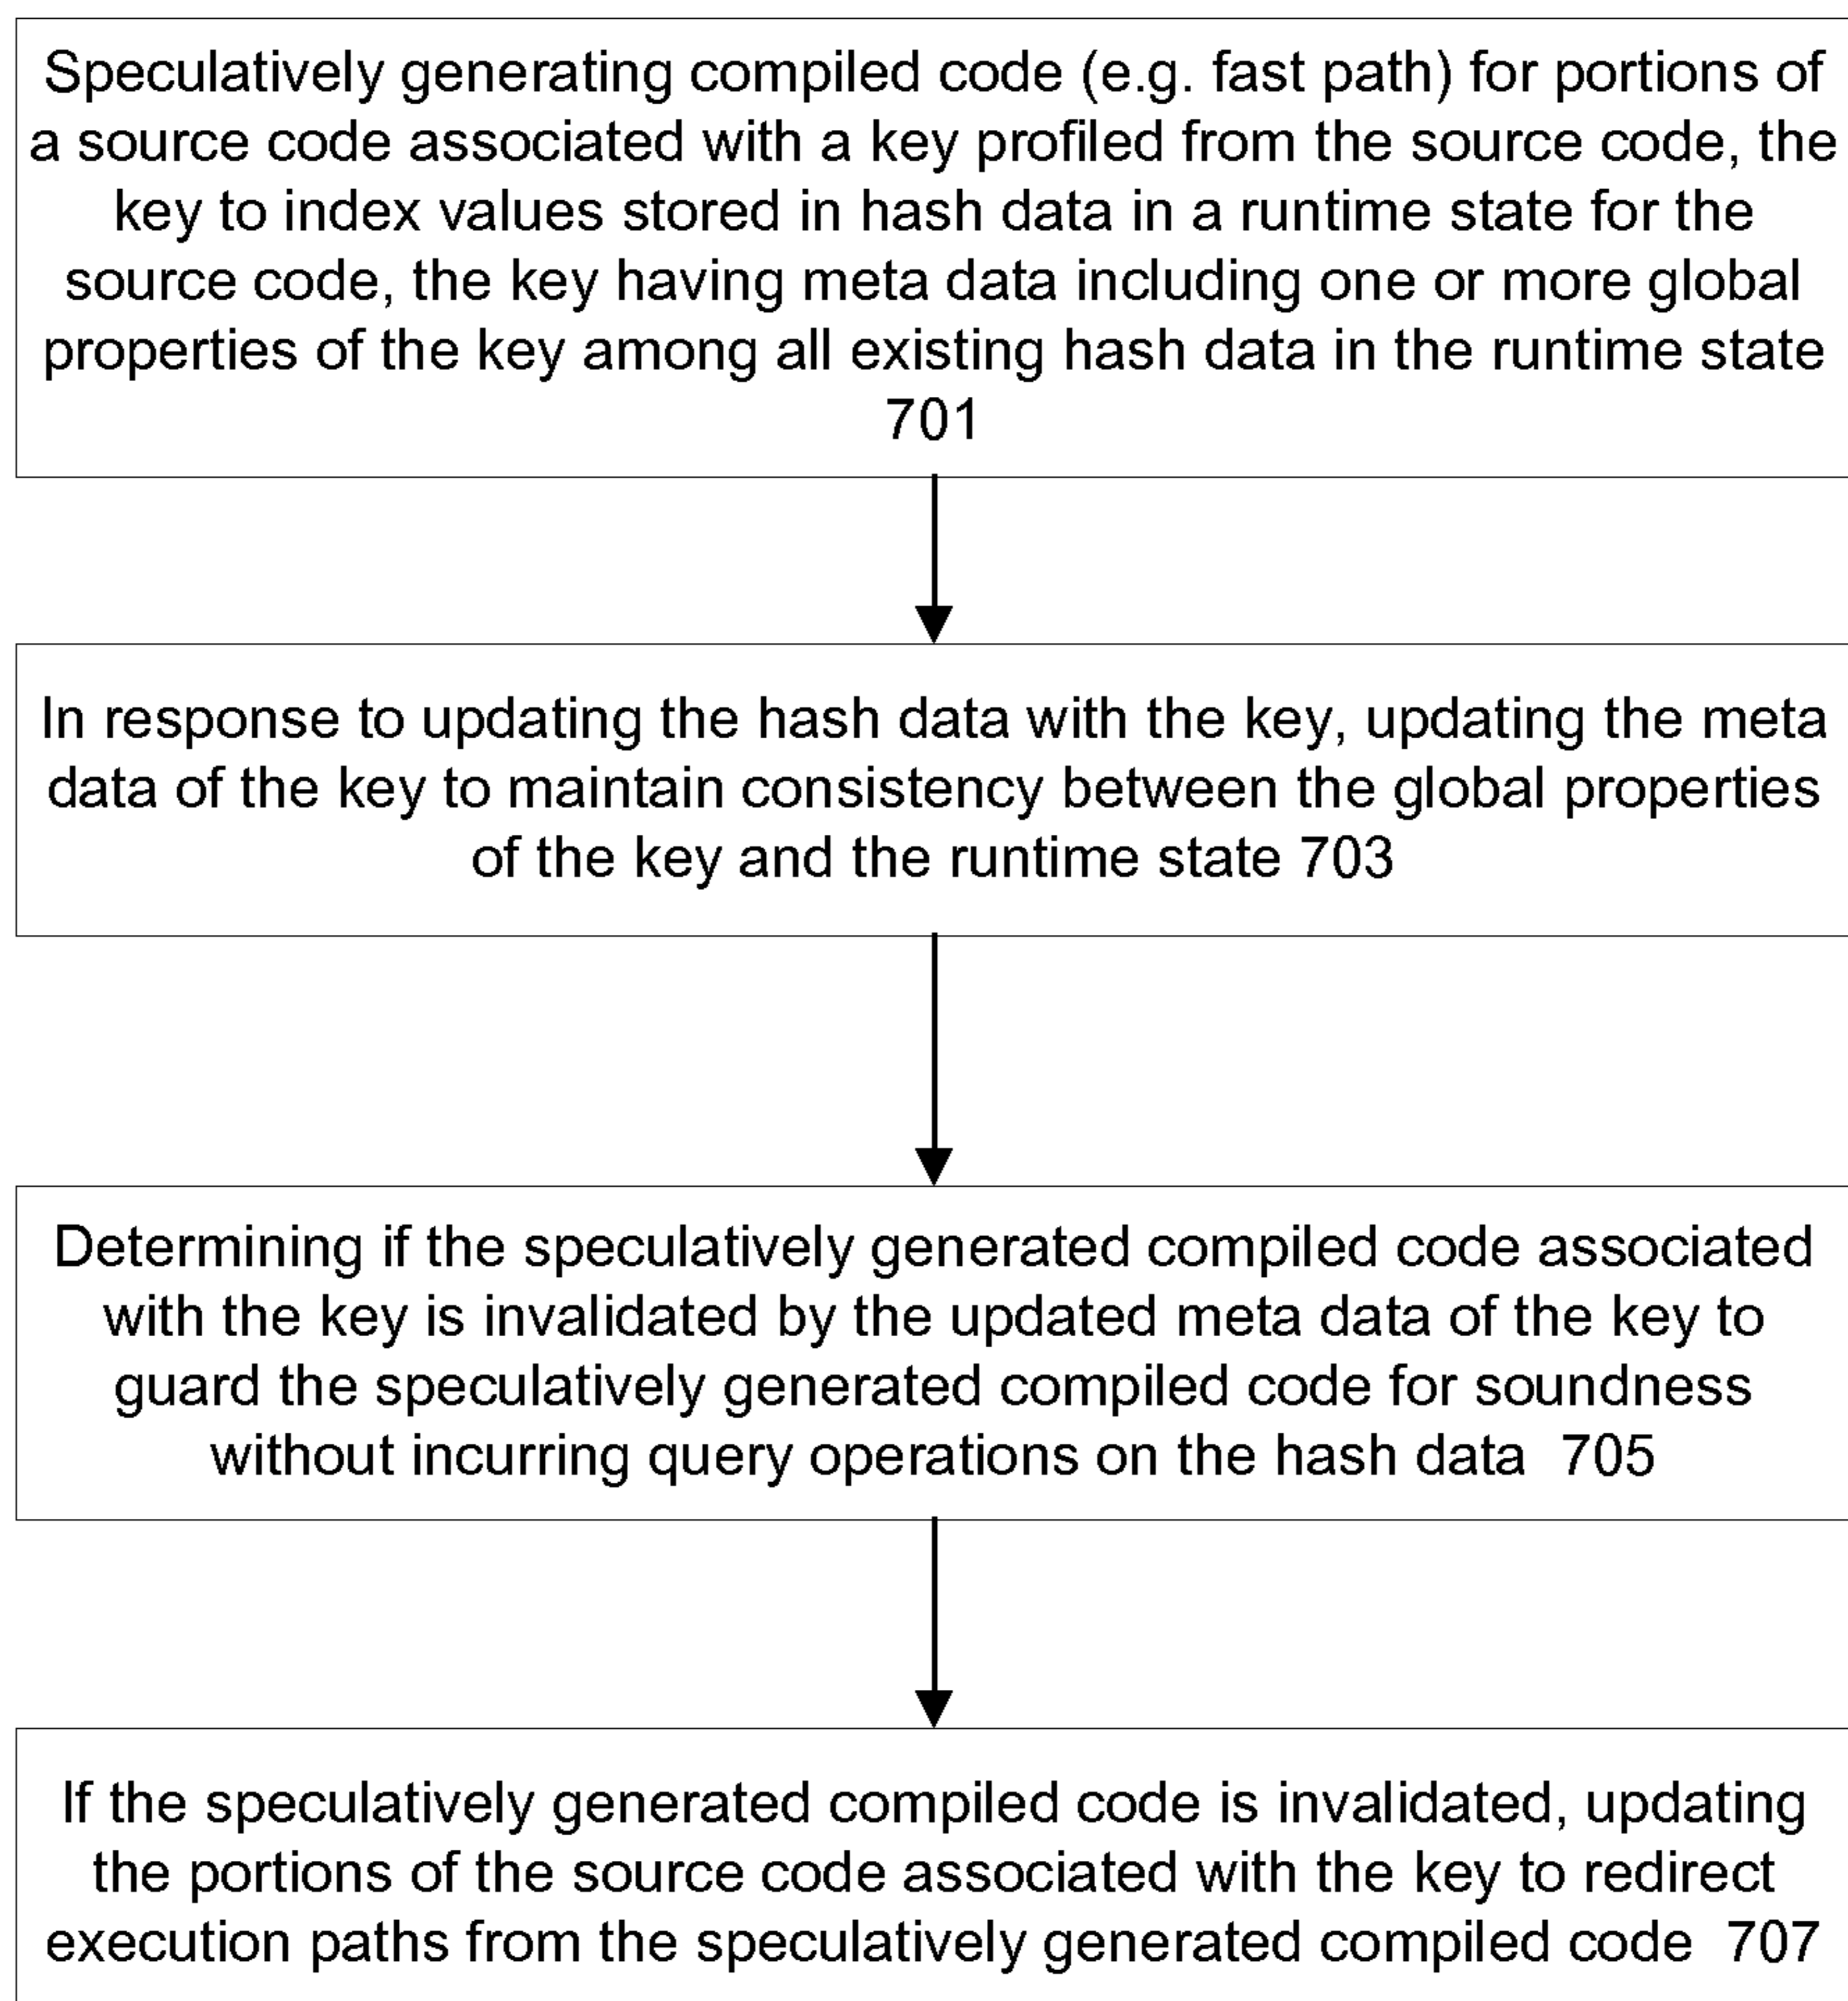 Speculatively generating compiled code (e.g. fast path) for portions of
a source code associated with a key profiled from the source code, the
key to index values stored in hash data in a runtime state for the
source code, the key having meta data including one or more global
properties of the key among all existing hash data in the runtime state
701
In response to updating the hash data with the key, updating the meta
data of the key to maintain consistency between the global properties
of the key and the runtime state 703
Determining if the speculatively generated compiled code associated
with the key is invalidated by the updated meta data of the key to
guard the speculatively generated compiled code for soundness
without incurring query operations on the hash data 705
If the speculatively generated compiled code is invalidated, updating
the portions of the source code associated with the key to redirect
execution paths from the speculatively generated compiled code 707